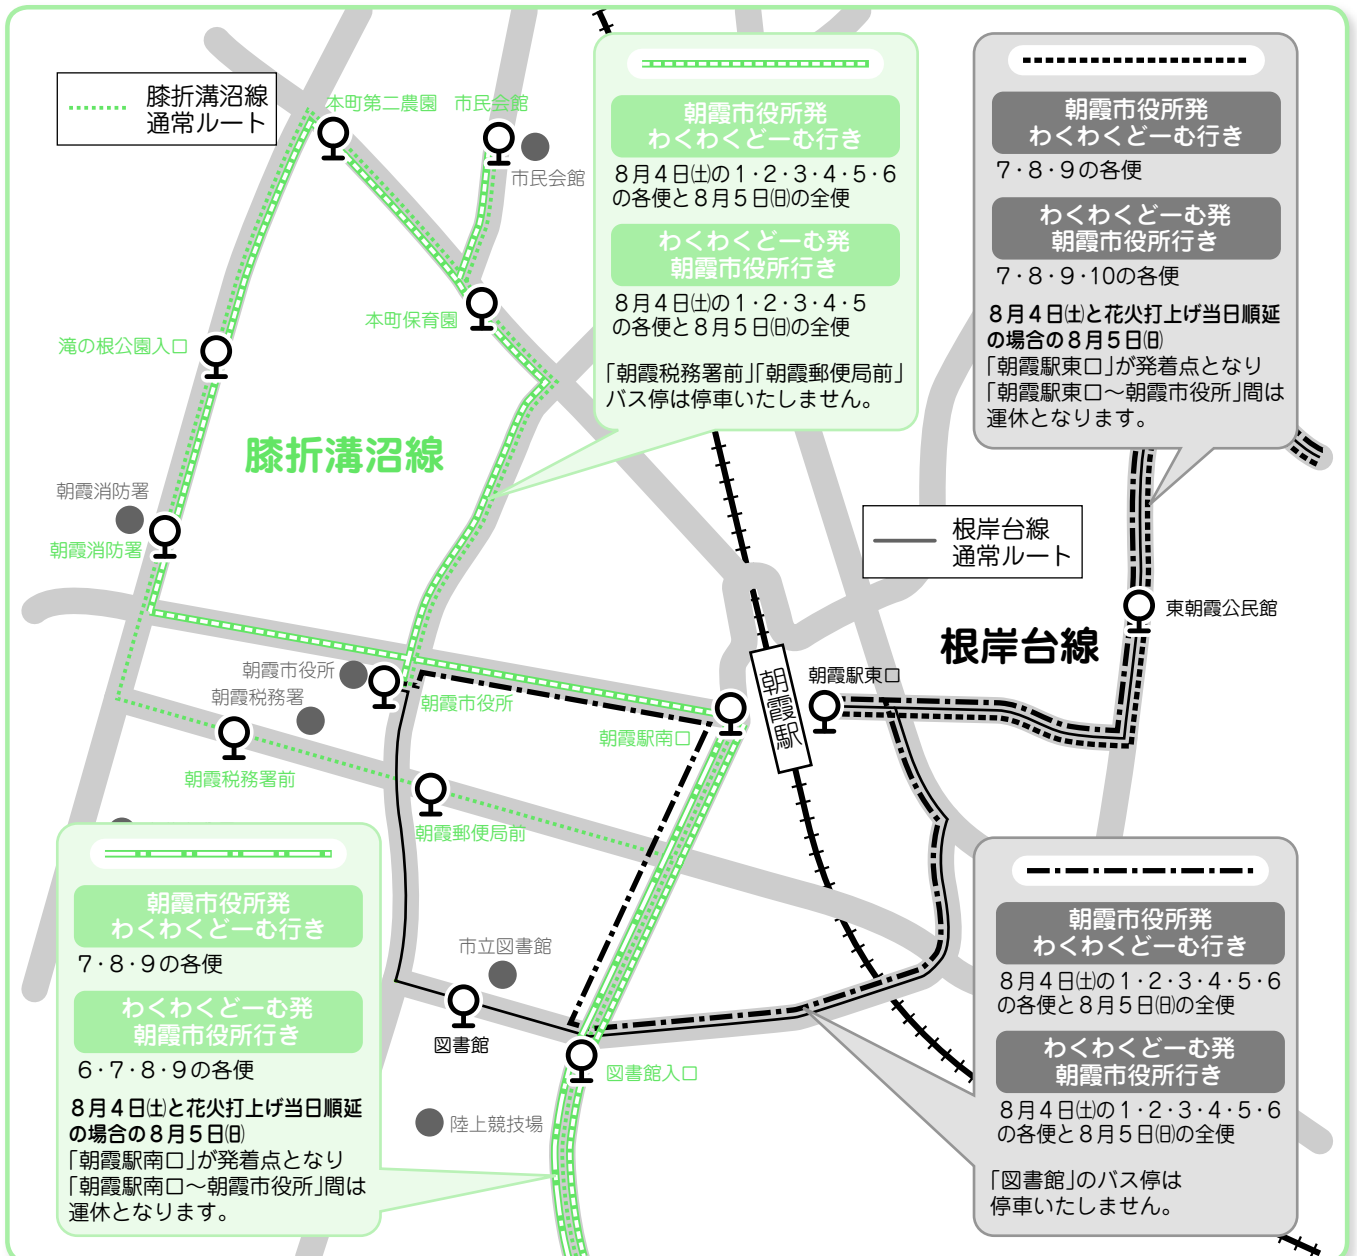 膝折溝沼線
通常ルート
本町第二農園
市民会館
市民会館
本町保育園
滝の根公園入口
膝折溝沼線
朝霞消防署
朝霞消防署
朝霞市役所
朝霞税務署
朝霞市役所
朝霞税務署前
朝霞郵便局前
朝霞駅南口
朝霞駅
朝霞駅東口
根岸台線
通常ルート
根岸台線
東朝霞公民館
市立図書館
図書館
図書館入口
陸上競技場
朝霞市役所発
わくわくどーむ行き
8月4日㈯の1・2・3・4・5・6
の各便と8月5日㈰の全便
わくわくどーむ発
朝霞市役所行き
8月4日㈯の1・2・3・4・5
の各便と8月5日㈰の全便
「朝霞税務署前」「朝霞郵便局前」
バス停は停車いたしません。
朝霞市役所発
わくわくどーむ行き
7・8・9の各便
わくわくどーむ発
朝霞市役所行き
7・8・9・10の各便
8月4日㈯と花火打上げ当日順延
の場合の8月5日㈰
「朝霞駅東口」が発着点となり
「朝霞駅東口～朝霞市役所」間は
運休となります。
朝霞市役所発
わくわくどーむ行き
7・8・9の各便
わくわくどーむ発
朝霞市役所行き
6・7・8・9の各便
8月4日㈯と花火打上げ当日順延
の場合の8月5日㈰
「朝霞駅南口」が発着点となり
「朝霞駅南口～朝霞市役所」間は
運休となります。
朝霞市役所発
わくわくどーむ行き
8月4日㈯の1・2・3・4・5・6
の各便と8月5日㈰の全便
わくわくどーむ発
朝霞市役所行き
8月4日㈯の1・2・3・4・5・6
の各便と8月5日㈰の全便
「図書館」のバス停は
停車いたしません。